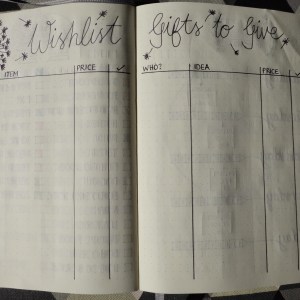 Wishlist
ITEM PRICE ✓
Gifts to Give
WHO? IDEA PRICE ✓